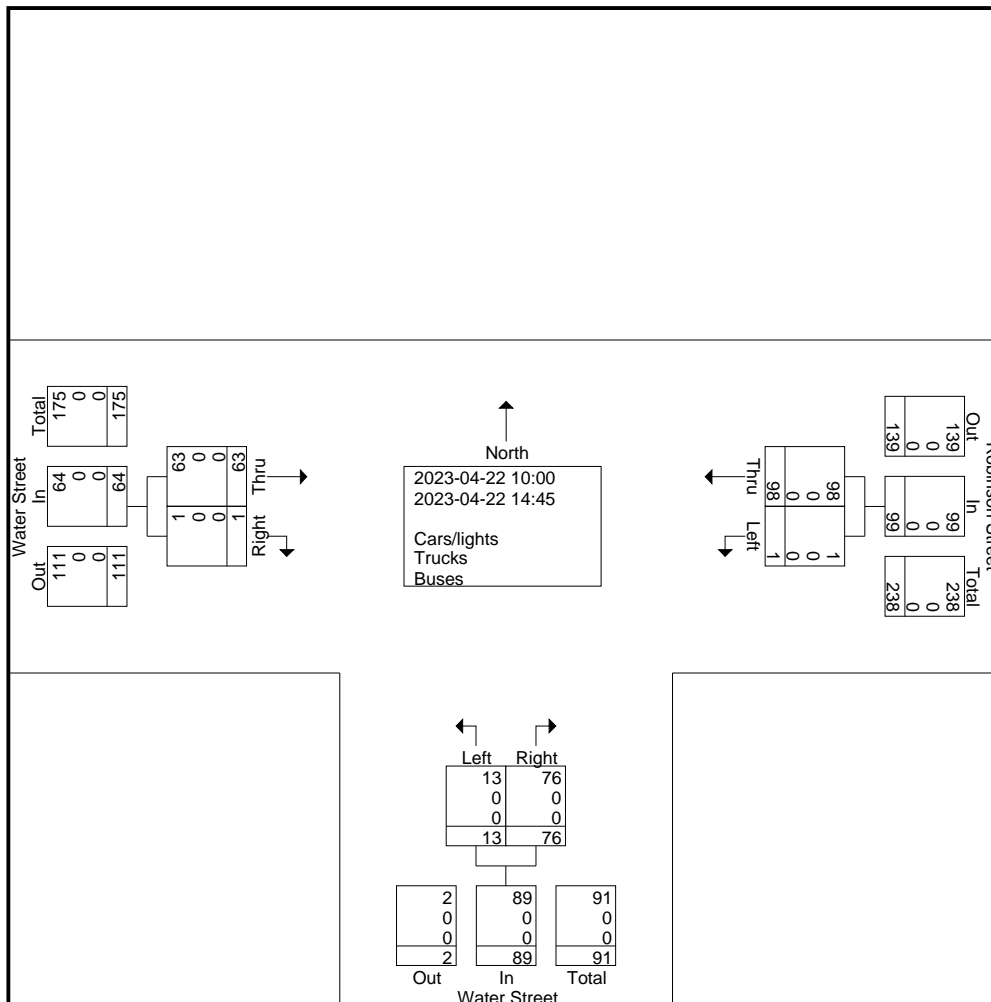 Water Street
Total
175
0
0
175
In
64
0
0
64
Out
111
0
0
111
Thru
63
0
0
63
Right
1
0
0
1
North
2023-04-22 10:00
2023-04-22 14:45
Cars/lights
Trucks
Buses
Robinson Street
Out
139
0
0
139
In
99
0
0
99
Total
238
0
0
238
Thru
98
0
0
98
Left
1
0
0
1
Left Right
13 76
0 0
0 0
13 76
2 89 91
0 0 0
0 0 0
2 89 91
Out In Total
Water Street